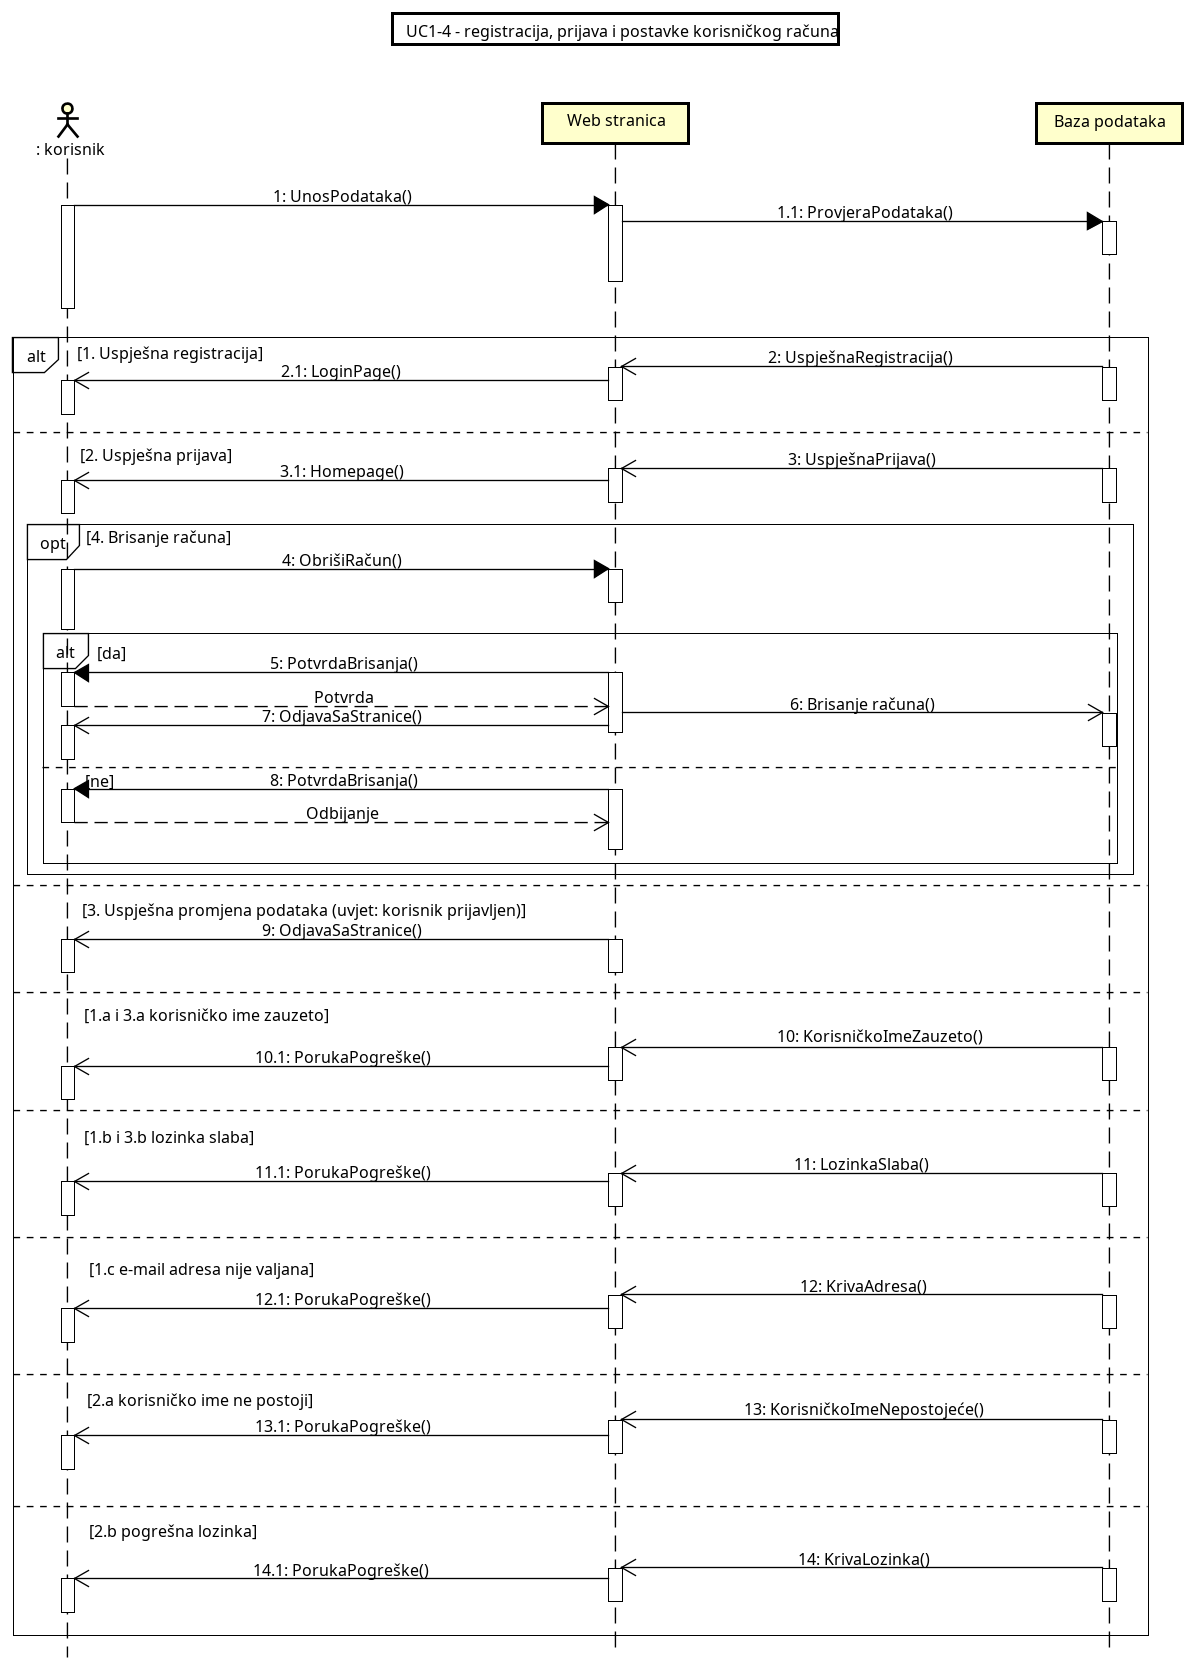 UC1-4 - registracija, prijava i postavke korisničkog računa
: korisnik
Web stranica
Baza podataka
1: UnosPodataka()
1.1: ProvjeraPodataka()
alt
[1. Uspješna registracija]
2: UspješnaRegistracija()
2.1: LoginPage()
[2. Uspješna prijava]
3: UspješnaPrijava()
3.1: Homepage()
opt
[4. Brisanje računa]
4: ObrišiRačun()
alt
[da]
5: PotvrdaBrisanja()
Potvrda
6: Brisanje računa()
7: OdjavaSaStranice()
[ne]
8: PotvrdaBrisanja()
Odbijanje
[3. Uspješna promjena podataka (uvjet: korisnik prijavljen)]
9: OdjavaSaStranice()
[1.a i 3.a korisničko ime zauzeto]
10: KorisničkoImeZauzeto()
10.1: PorukaPogreške()
[1.b i 3.b lozinka slaba]
11: LozinkaSlaba()
11.1: PorukaPogreške()
[1.c e-mail adresa nije valjana]
12: KrivaAdresa()
12.1: PorukaPogreške()
[2.a korisničko ime ne postoji]
13: KorisničkoImeNepostojeće()
13.1: PorukaPogreške()
[2.b pogrešna lozinka]
14: KrivaLozinka()
14.1: PorukaPogreške()